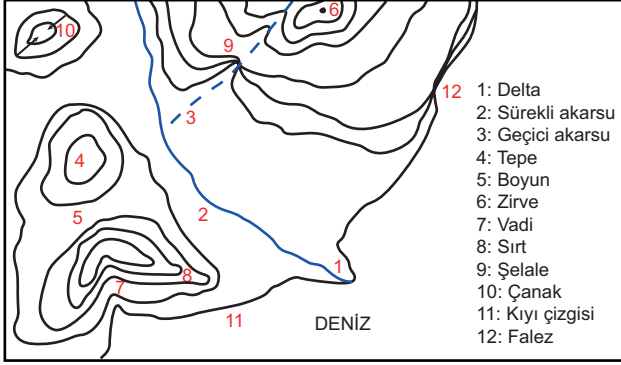 10
6
9
12
3
4
5
2
7
8
1
11
DENİZ
1: Delta
2: Sürekli akarsu
3: Geçici akarsu
4: Tepe
5: Boyun
6: Zirve
7: Vadi
8: Sırt
9: Şelale
10: Çanak
11: Kıyı çizgisi
12: Falez